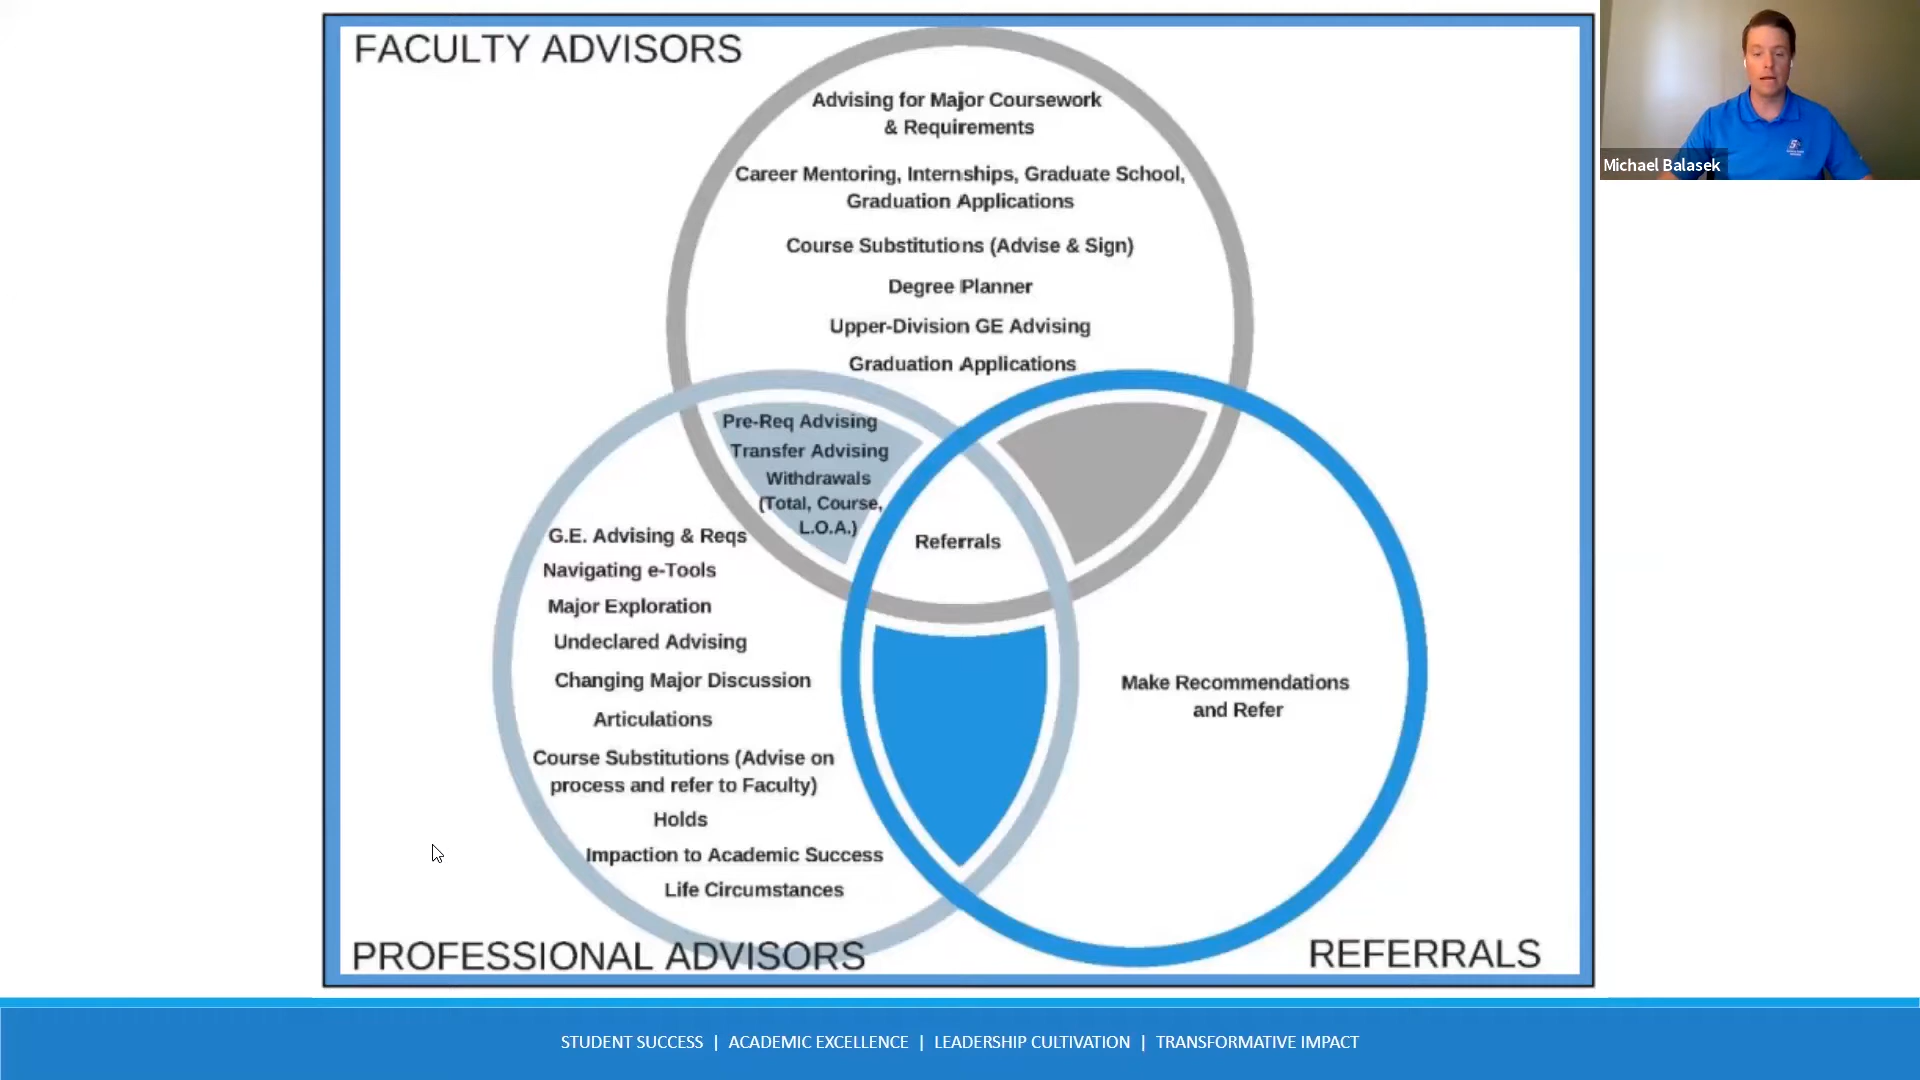 FACULTY ADVISORS
Advising for Major Coursework
& Requirements
Career Mentoring, Internships, Graduate School,
Graduation Applications
Course Substitutions (Advise & Sign)
Degree Planner
Upper-Division GE Advising
Graduation Applications
Pre-Req Advising
Transfer Advising
Withdrawals
(Total, Course,
L.O.A.)
Referrals
G.E. Advising & Reqs
Navigating e-Tools
Major Exploration
Undeclared Advising
Changing Major Discussion
Articulations
Course Substitutions (Advise on
process and refer to Faculty)
Holds
Impaction to Academic Success
Life Circumstances
Make Recommendations
and Refer
PROFESSIONAL ADVISORS
REFERRALS
Michael Balasek
STUDENT SUCCESS | ACADEMIC EXCELLENCE | LEADERSHIP CULTIVATION | TRANSFORMATIVE IMPACT